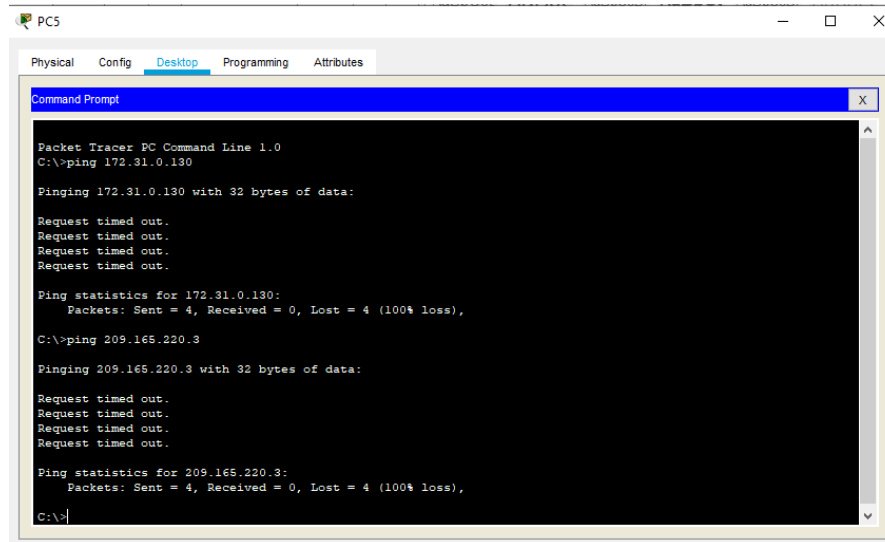 PC5
Physical Config Desktop Programming Attributes
Command Prompt
X
Packet Tracer PC Command Line 1.0
C:\>ping 172.31.0.130
Pinging 172.31.0.130 with 32 bytes of data:
Request timed out.
Request timed out.
Request timed out.
Request timed out.
Ping statistics for 172.31.0.130:
Packets: Sent = 4, Received = 0, Lost = 4 (100% loss),
C:\>ping 209.165.220.3
Pinging 209.165.220.3 with 32 bytes of data:
Request timed out.
Request timed out.
Request timed out.
Request timed out.
Ping statistics for 209.165.220.3:
Packets: Sent = 4, Received = 0, Lost = 4 (100% loss),
C:\>